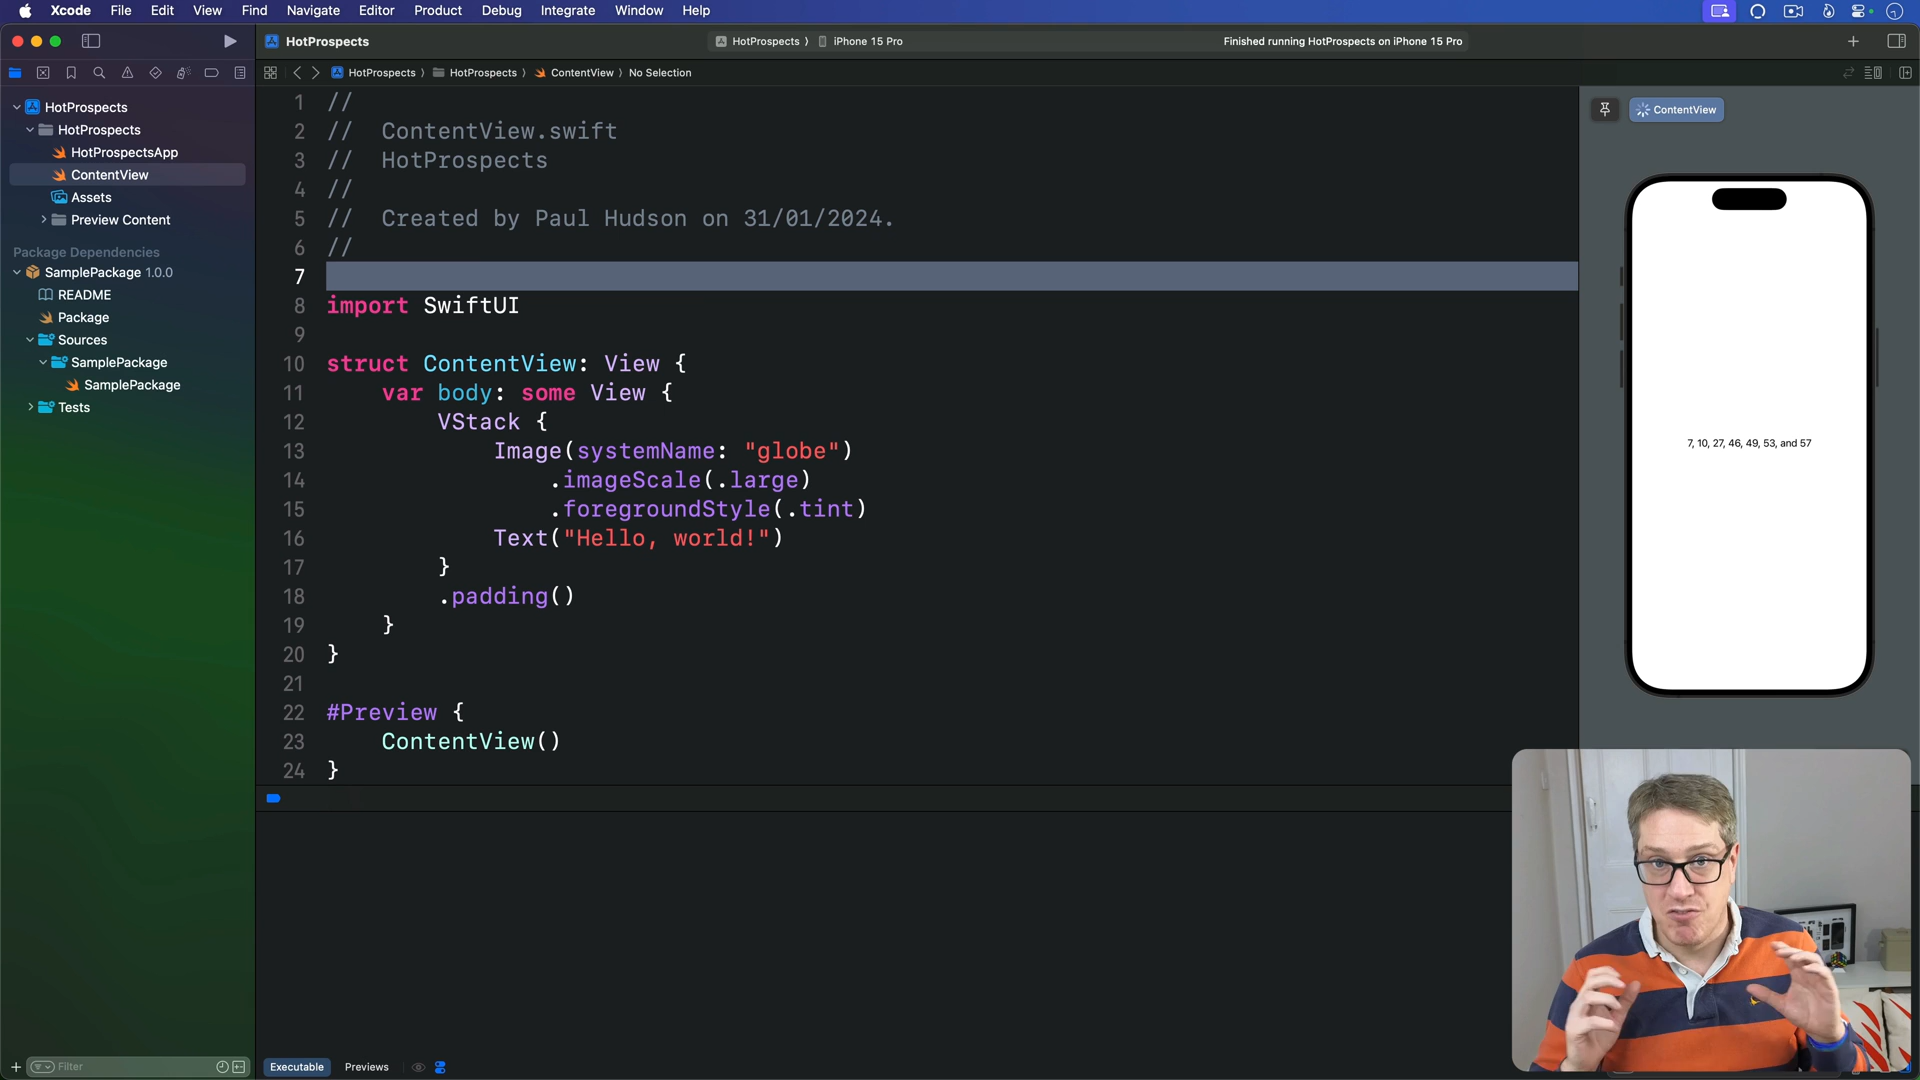 Xcode File Edit View Find Navigate Editor Product Debug Integrate Window Help
HotProspects
HotProspects 〉 iPhone 15 Pro
Finished running HotProspects on iPhone 15 Pro
HotProspects 〉 HotProspects 〉 ContentView 〉 No Selection
HotProspects
HotProspects
HotProspectsApp
ContentView
Assets
Preview Content
Package Dependencies
SamplePackage 1.0.0
README
Package
Sources
SamplePackage
SamplePackage
Tests
Filter
1 //
2 // ContentView.swift
3 // HotProspects
4 //
5 // Created by Paul Hudson on 31/01/2024.
6 //
7
8 import SwiftUI
9
10 struct ContentView: View {
11 var body: some View {
12 VStack {
13 Image(systemName: "globe")
14 .imageScale(.large)
15 .foregroundStyle(.tint)
16 Text("Hello, world!")
17 }
18 .padding()
19 }
20 }
21
22 #Preview {
23 ContentView()
24 }
Executable Previews
ContentView
7, 10, 27, 46, 49, 53, and 57